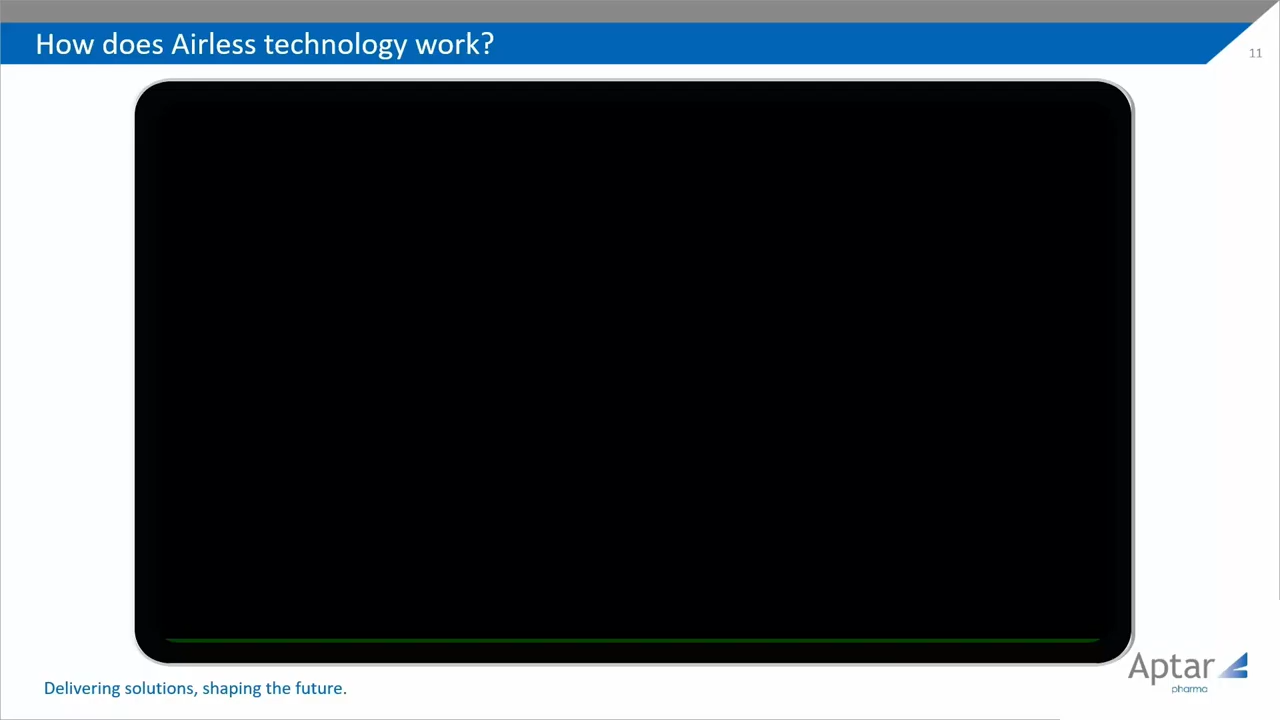 How does Airless technology work?
11
Delivering solutions, shaping the future.
Aptar
pharma